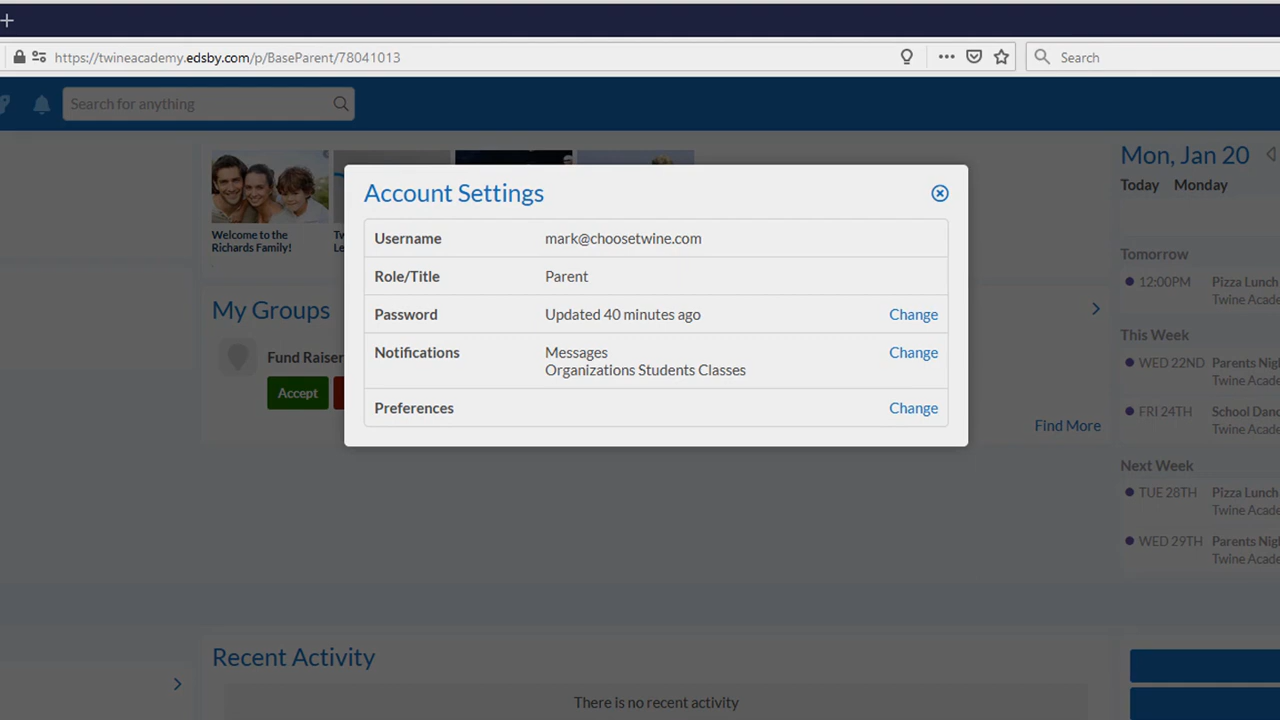 https://twineacademy.edsby.com/p/BaseParent/78041013
Search
Search for anything
Mon, Jan 20
Today Monday
Welcome to the
Richards Family!
Account Settings
Username mark@choosetwine.com
Role/Title Parent
Password Updated 40 minutes ago Change
Notifications Messages Change
Organizations Students Classes
Preferences Change
My Groups
Fund Raiser
Accept
Find More
Tomorrow
12:00PM Pizza Lunch
Twine Acade
This Week
WED 22ND Parents Nig
Twine Acade
FRI 24TH School Danc
Twine Acade
Next Week
TUE 28TH Pizza Lunch
Twine Acade
WED 29TH Parents Nig
Twine Acade
Recent Activity
There is no recent activity